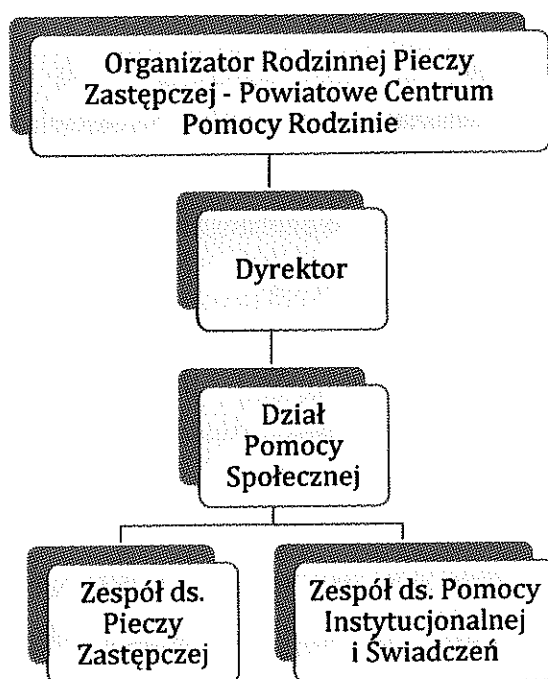 Organizator Rodzinnej Pieczy
Zastępczej - Powiatowe Centrum
Pomocy Rodzinie
Dyrektor
Dział
Pomocy
Społecznej
Zespół ds.
Pieczy
Zastępczej
Zespół ds. Pomocy
Instytucjonalnej
i Świadczeń